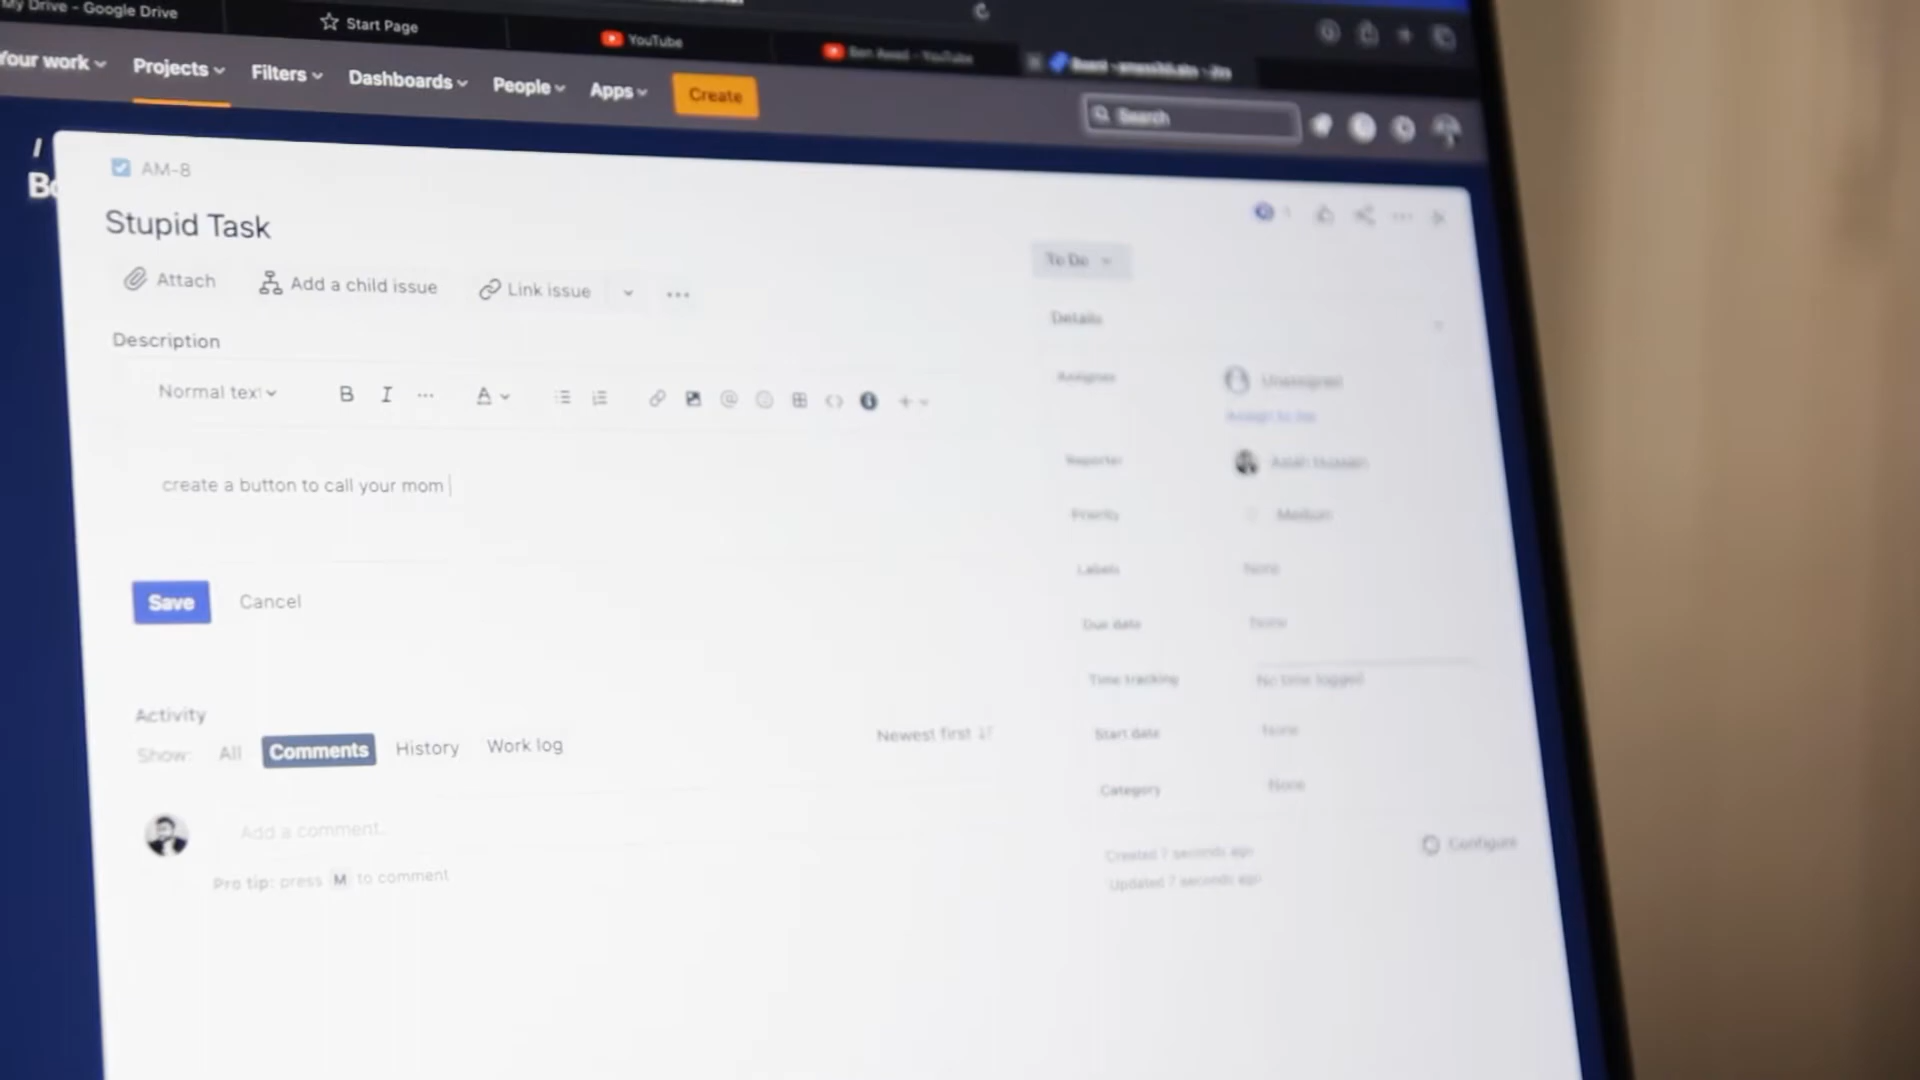 My Drive - Google Drive
Start Page
YouTube
Ben Awad - YouTube
Your work
Projects
Filters
Dashboards
People
Apps
Create
Search
/
Bo
AM-8
Stupid Task
Attach
Add a child issue
Link issue
To Do
Details
Description
Normal text
Assignee
Unassigned
Assign to me
create a button to call your mom
Reporter
Priority
Medium
Labels
None
Save
Cancel
Due date
None
Time tracking
No time logged
Activity
Show:
All
Comments
History
Work log
Newest first
Start date
None
Category
None
Add a comment...
Pro tip: press M to comment
Created 7 seconds ago
Updated 7 seconds ago
Configure